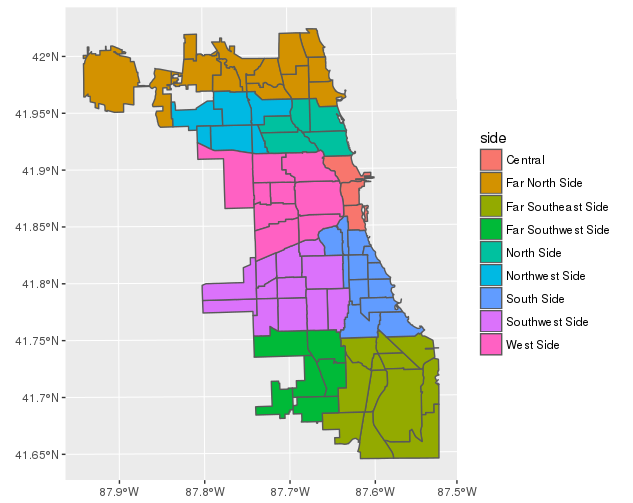 42°N
41.95°N
41.9°N
41.85°N
41.8°N
41.75°N
41.7°N
41.65°N
87.9°W 87.8°W 87.7°W 87.6°W 87.5°W
side
Central
Far North Side
Far Southeast Side
Far Southwest Side
North Side
Northwest Side
South Side
Southwest Side
West Side